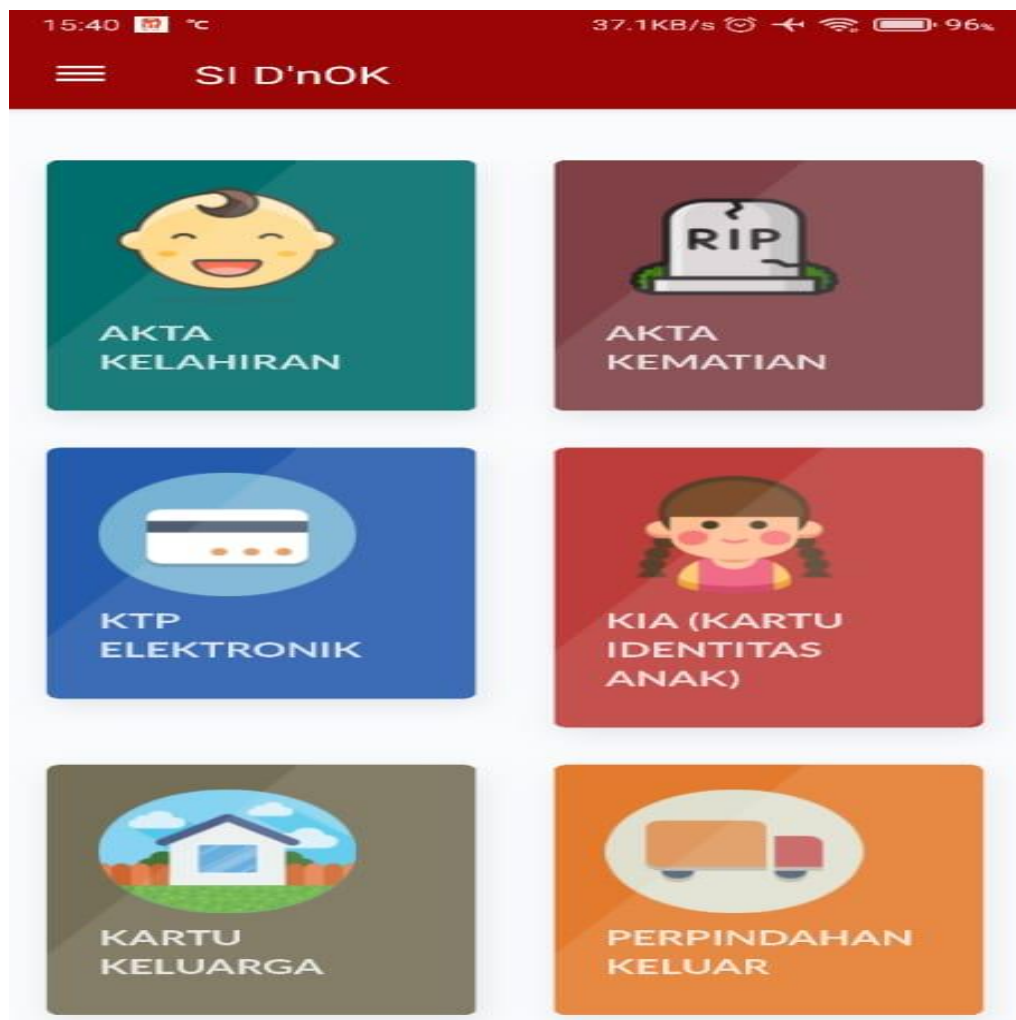 15:40 °C 37.1KB/s 96%
SI D'nOK
RIP
AKTA
KELAHIRAN
AKTA
KEMATIAN
KTP
ELEKTRONIK
KIA (KARTU
IDENTITAS
ANAK)
KARTU
KELUARGA
PERPINDAHAN
KELUAR